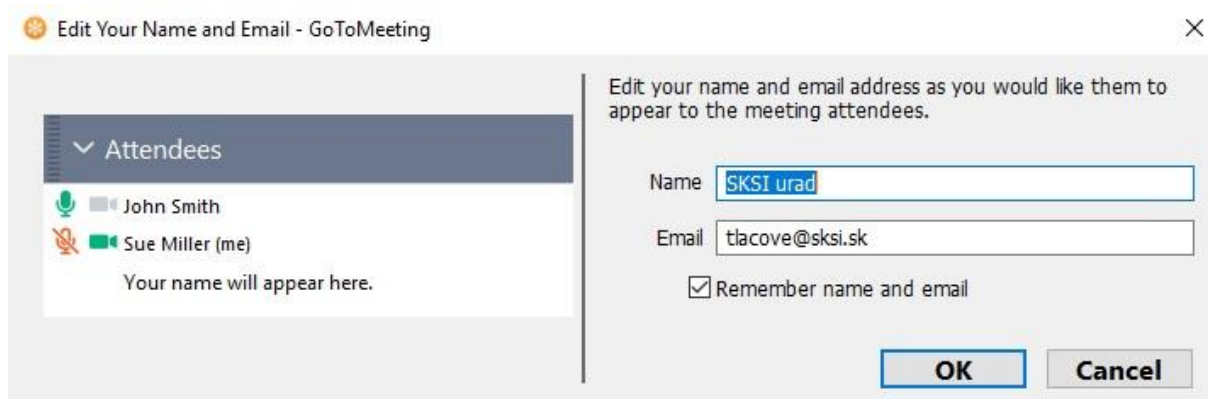 Edit Your Name and Email - GoToMeeting
Attendees
John Smith
Sue Miller (me)
Your name will appear here.
Edit your name and email address as you would like them to
appear to the meeting attendees.
Name SKSI urad
Email tlacove@sksi.sk
Remember name and email
OK Cancel